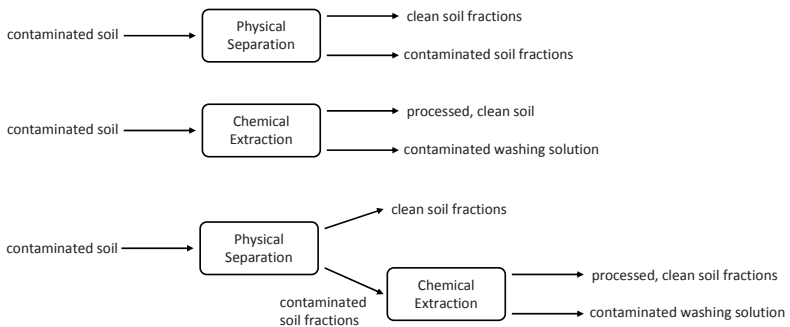 clean soil fractions
contaminated soil
Physical
Separation
contaminated soil fractions
processed, clean soil
contaminated soil
Chemical
Extraction
contaminated washing solution
clean soil fractions
contaminated soil
Physical
Separation
contaminated
soil fractions
Chemical
Extraction
processed, clean soil fractions
contaminated washing solution